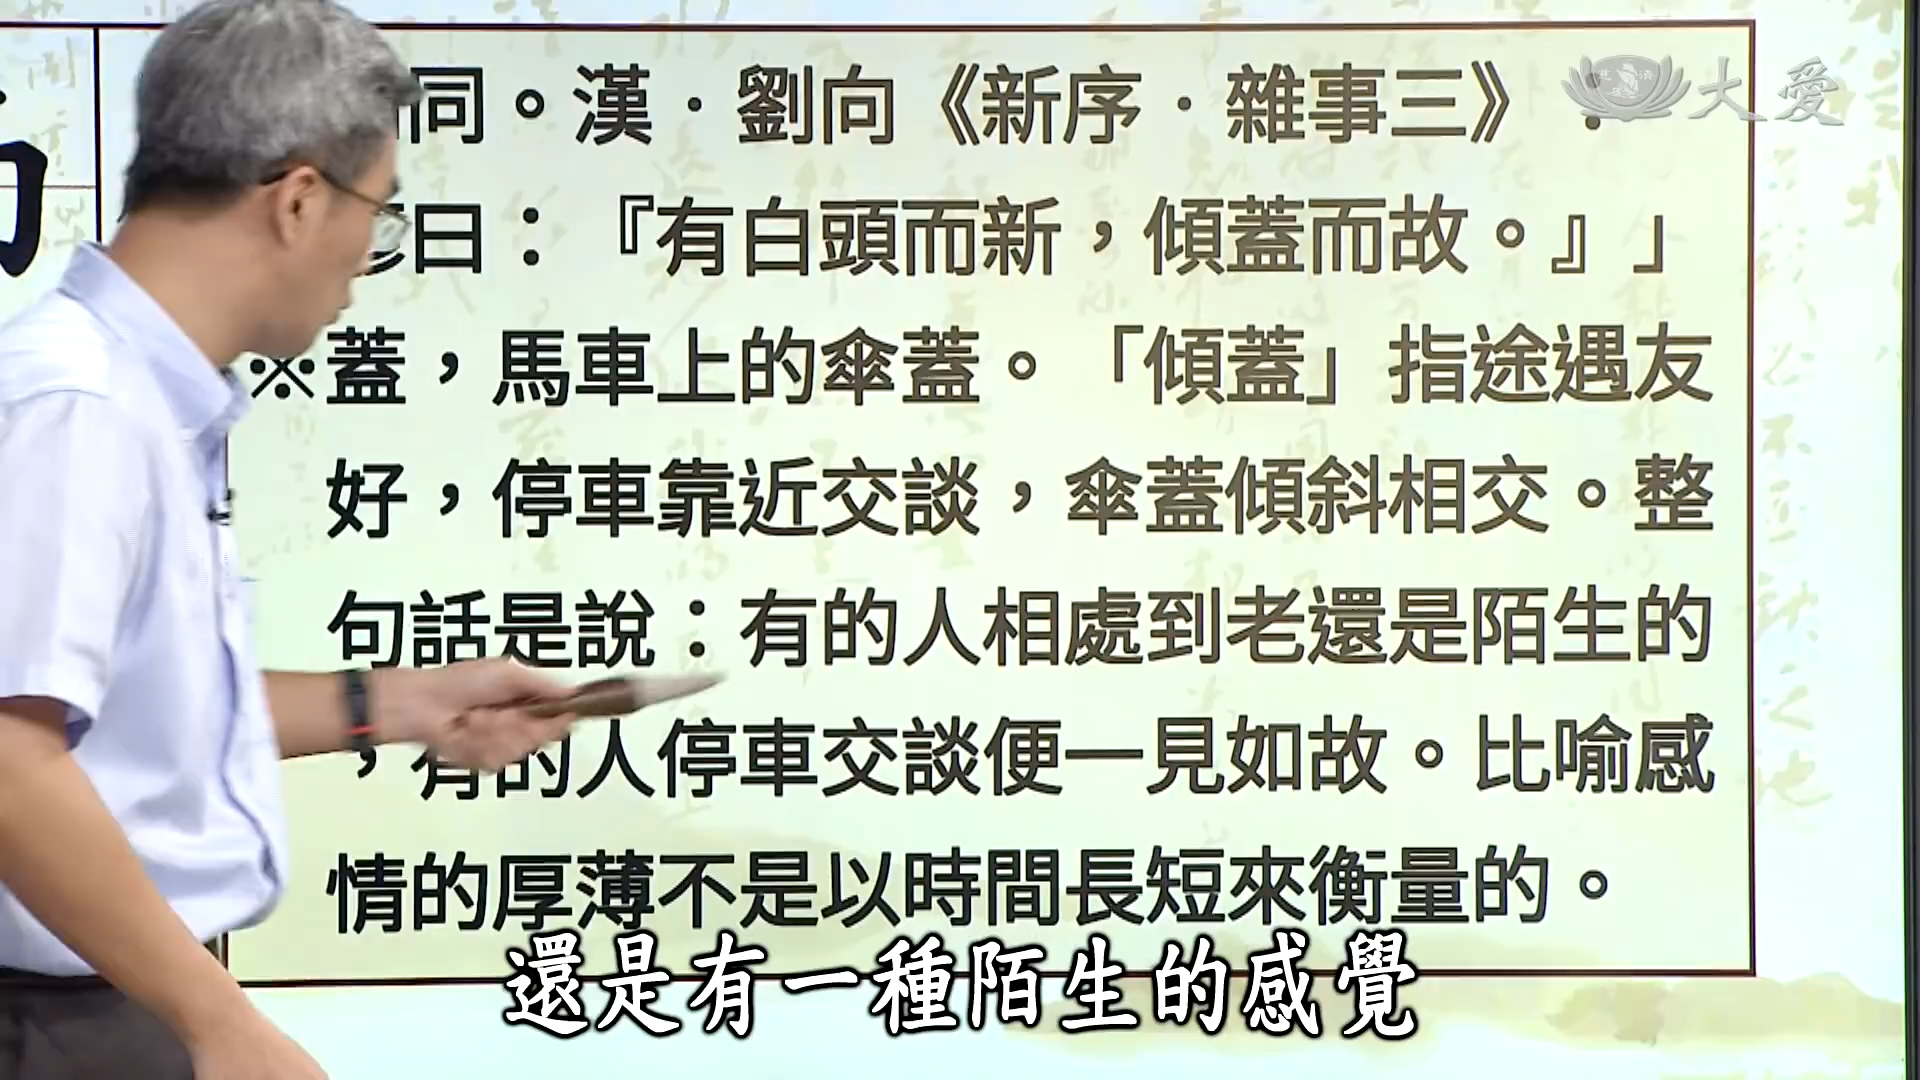 同。漢．劉向《新序．雜事三》：
曰：『有白頭而新，傾蓋而故。』」
※蓋，馬車上的傘蓋。「傾蓋」指途遇友
好，停車靠近交談，傘蓋傾斜相交。整
句話是說：有的人相處到老還是陌生的
，有的人停車交談便一見如故。比喻感
情的厚薄不是以時間長短來衡量的。
大愛
還是有一種陌生的感覺